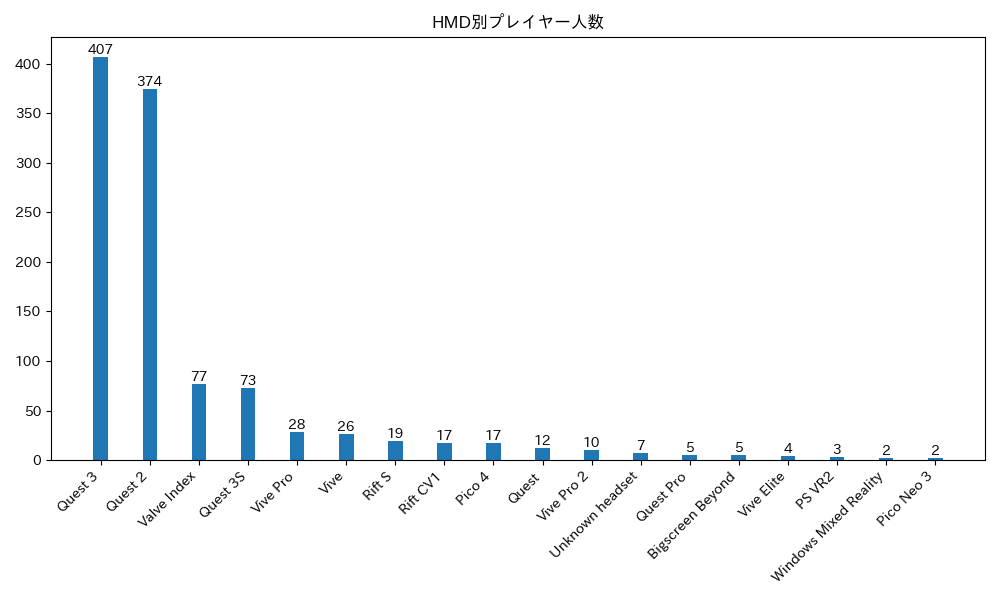 HMD別プレイヤー人数
400
350
300
250
200
150
100
50
0
407
374
77
73
28
26
19
17
17
12
10
7
5
5
4
3
2
2
Quest 3
Quest 2
Valve Index
Quest 3S
Vive Pro
Vive
Rift S
Rift CV1
Pico 4
Quest
Vive Pro 2
Unknown headset
Quest Pro
Bigscreen Beyond
Vive Elite
PS VR2
Windows Mixed Reality
Pico Neo 3